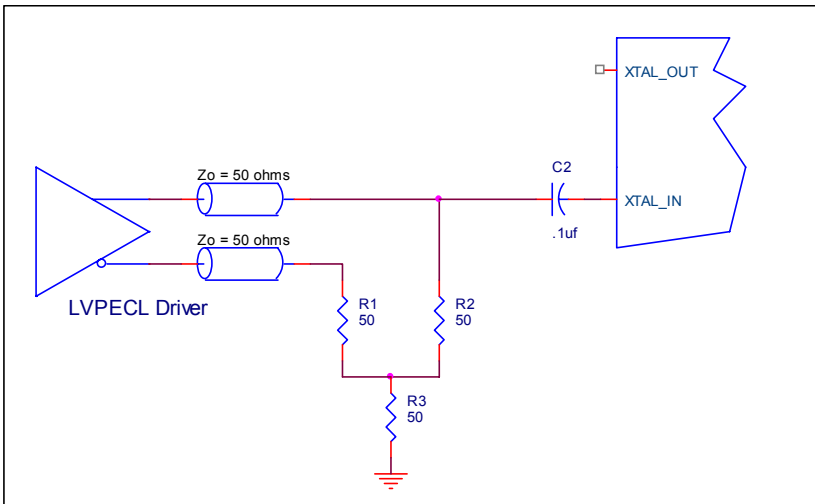 XTAL_OUT
Zo = 50 ohms
C2
.1uf
XTAL_IN
Zo = 50 ohms
LVPECL Driver
R1
50
R2
50
R3
50